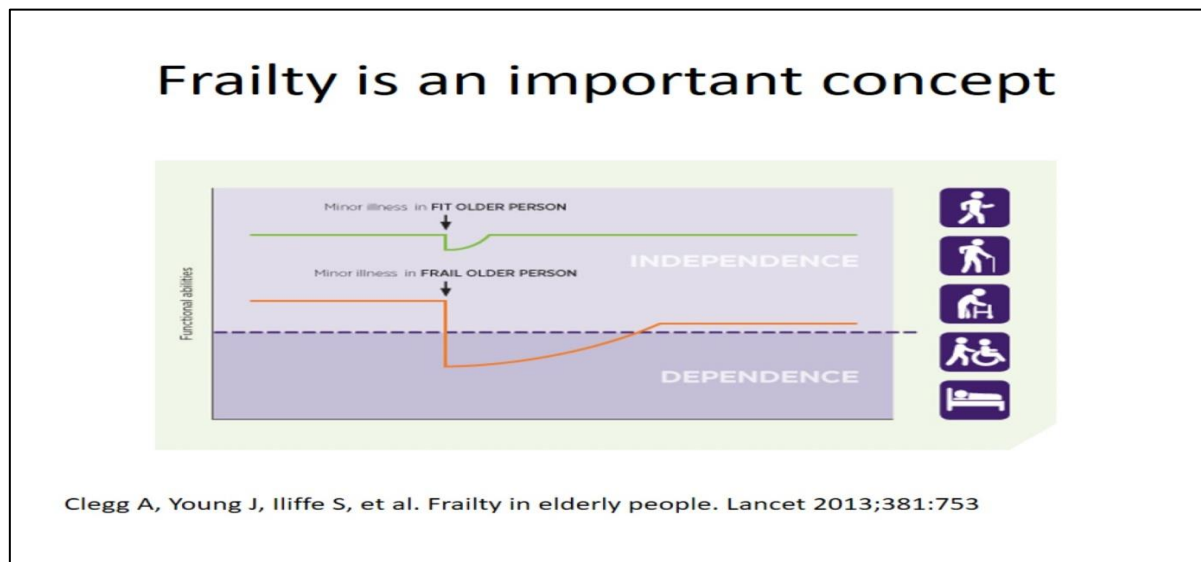 Frailty is an important concept
Minor illness in FIT OLDER PERSON
INDEPENDENCE
Minor illness in FRAIL OLDER PERSON
Functional abilities
DEPENDENCE
Clegg A, Young J, Iliffe S, et al. Frailty in elderly people. Lancet 2013;381:753